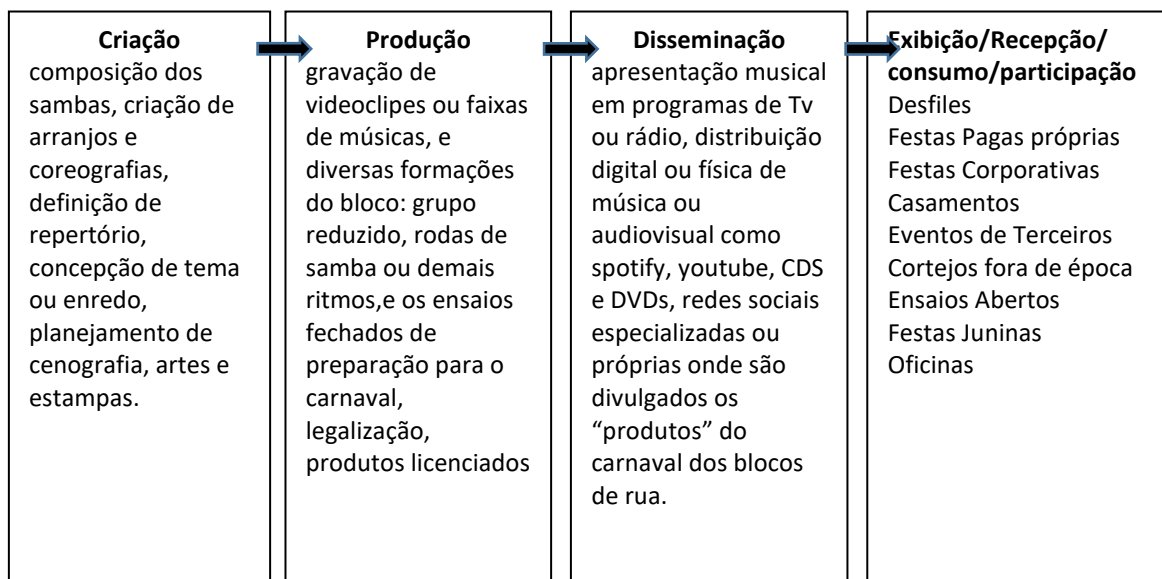 Criação
composição dos
sambas, criação de
arranjos e
coreografias,
definição de
repertório,
concepção de tema
ou enredo,
planejamento de
cenografia, artes e
estampas.
Produção
gravação de
videoclipes ou faixas
de músicas, e
diversas formações
do bloco: grupo
reduzido, rodas de
samba ou demais
ritmos,e os ensaios
fechados de
preparação para o
carnaval,
legalização,
produtos licenciados
Disseminação
apresentação musical
em programas de Tv
ou rádio, distribuição
digital ou física de
música ou
audiovisual como
spotify, youtube, CDS
e DVDs, redes sociais
especializadas ou
próprias onde são
divulgados os
“produtos” do
carnaval dos blocos
de rua.
Exibição/Recepção/
consumo/participação
Desfiles
Festas Pagas próprias
Festas Corporativas
Casamentos
Eventos de Terceiros
Cortejos fora de época
Ensaios Abertos
Festas Juninas
Oficinas